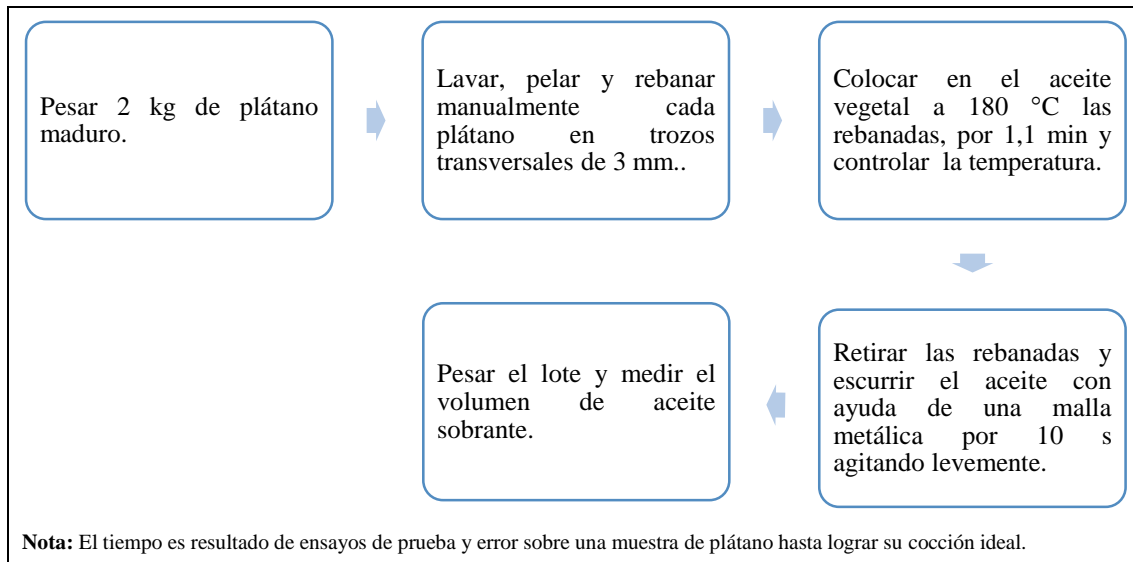 Pesar 2 kg de plátano
maduro.
Lavar, pelar y rebanar
manualmente cada
plátano en trozos
transversales de 3 mm..
Colocar en el aceite
vegetal a 180 °C las
rebanadas, por 1,1 min y
controlar la temperatura.
Retirar las rebanadas y
escurrir el aceite con
ayuda de una malla
metálica por 10 s
agitando levemente.
Pesar el lote y medir el
volumen de aceite
sobrante.
Nota: El tiempo es resultado de ensayos de prueba y error sobre una muestra de plátano hasta lograr su cocción ideal.